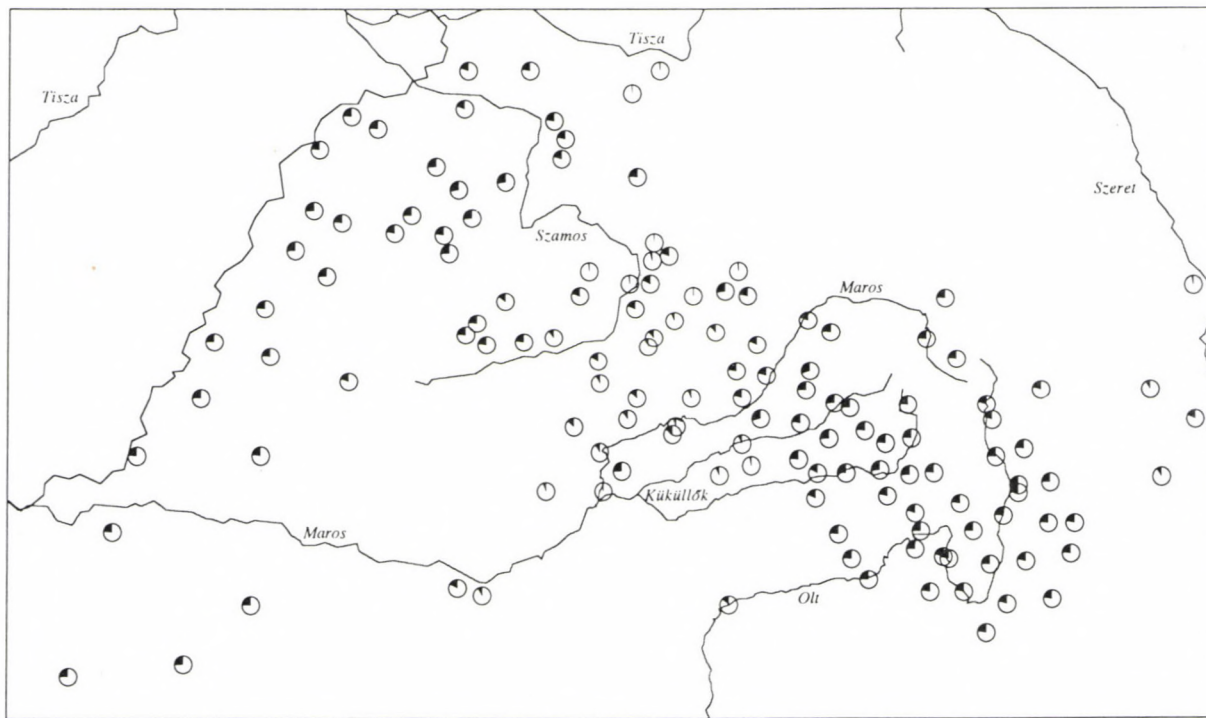 Tisza
Tisza
Szeret
Szamos
Maros
Küküllők
Maros
Olt